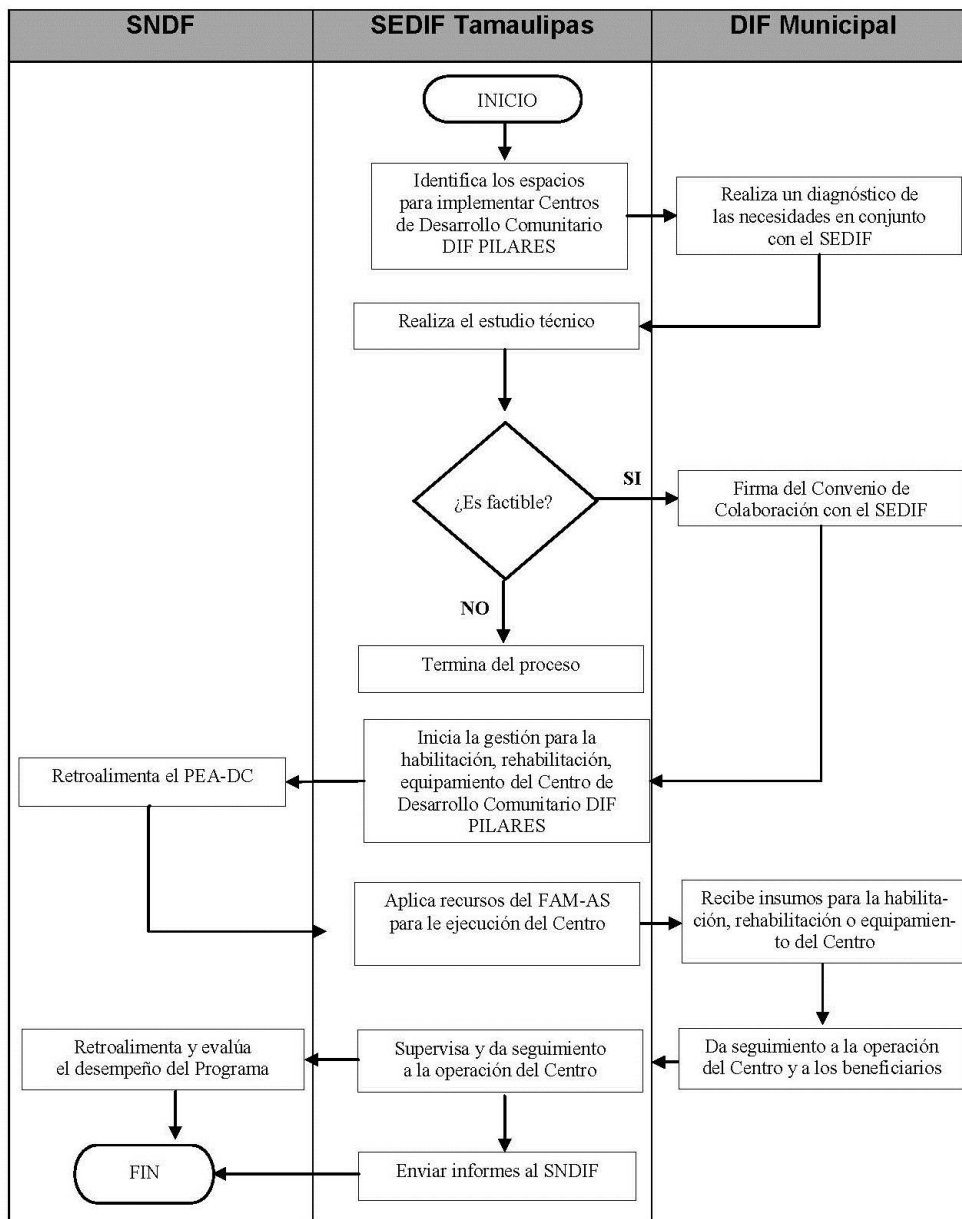 SNDF
SEDIF Tamaulipas
DIF Municipal
INICIO
Identifica los espacios
para implementar Centros
de Desarrollo Comunitario
DIF PILARES
Realiza un diagnóstico de
las necesidades en conjunto
con el SEDIF
Realiza el estudio técnico
¿Es factible?
SI
Firma del Convenio de
Colaboración con el SEDIF
NO
Termina del proceso
Inicia la gestión para la
habilitación, rehabilitación,
equipamiento del Centro de
Desarrollo Comunitario DIF
PILARES
Retroalimenta el PEA-DC
Aplica recursos del FAM-AS
para le ejecución del Centro
Recibe insumos para la habilita-
ción, rehabilitación o equipamien-
to del Centro
Da seguimiento a la operación
del Centro y a los beneficiarios
Supervisa y da seguimiento
a la operación del Centro
Retroalimenta y evalúa
el desempeño del Programa
Enviar informes al SNDIF
FIN